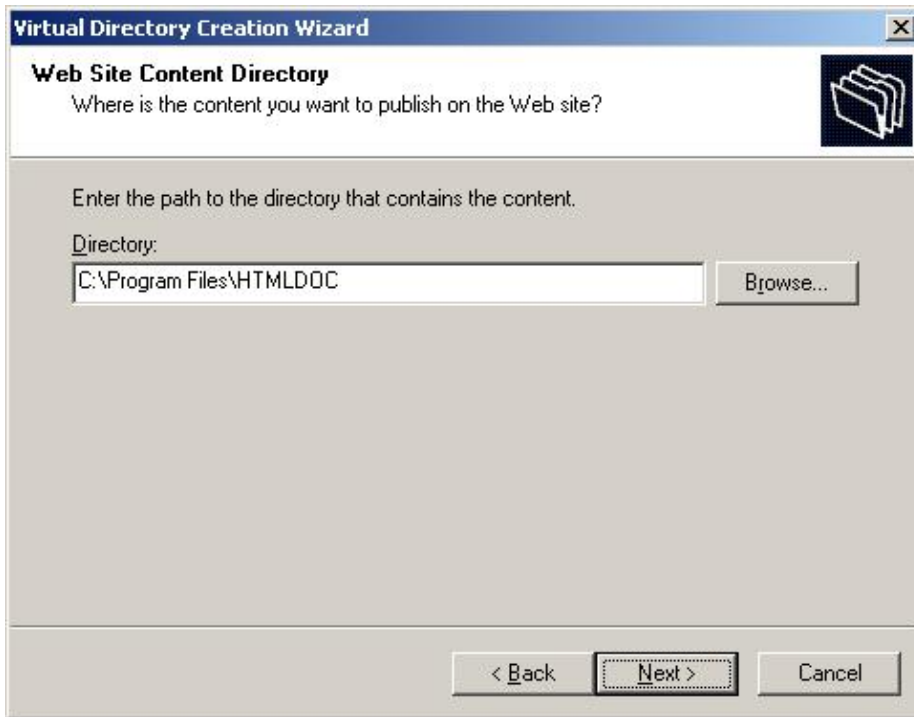 Virtual Directory Creation Wizard
Web Site Content Directory
Where is the content you want to publish on the Web site?
Enter the path to the directory that contains the content.
Directory:
C:\Program Files\HTMLDOC
Browse...
< Back
Next >
Cancel